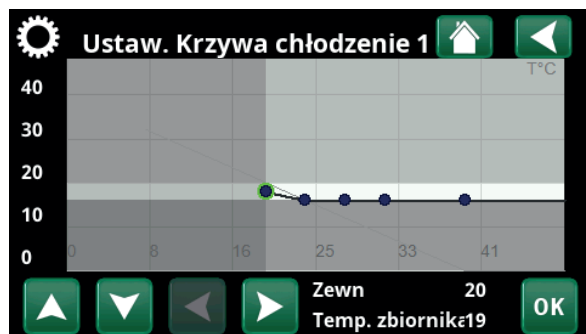 Ustaw. Krzywa chłodzenie 1
T°C
40
30
20
10
0
0 8 16 25 33 41
Zewn 20
Temp. zbiornika19
OK